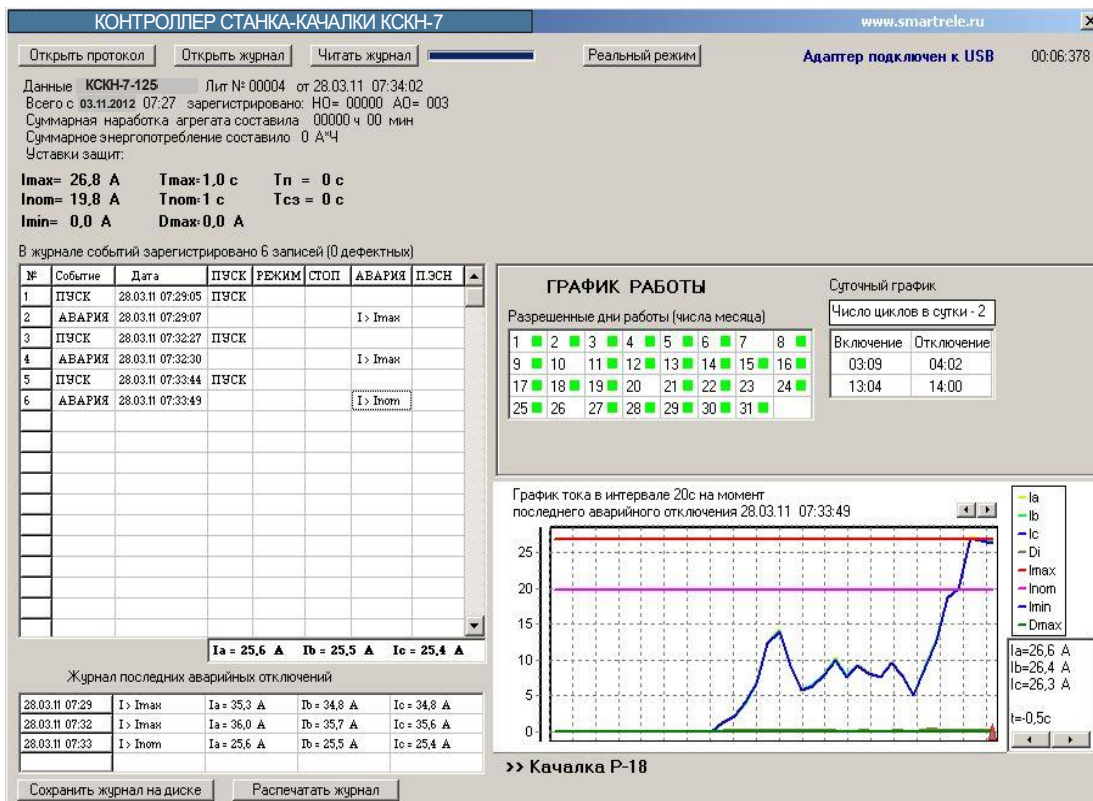 КОНТРОЛЛЕР СТАНКА-КАЧАЛКИ КСКН-7 www.smartrele.ru
Открыть протокол Открыть журнал Читать журнал Реальный режим Адаптер подключен к USB 00:06:378
Данные КСКН-7-125 Лит № 00004 от 28.03.11 07:34:02
Всего с 03.11.2012 07:27 зарегистрировано: НО= 00000 АО= 003
Суммарная наработка агрегата составила 00000 ч 00 мин
Суммарное энергопотребление составило 0 А*Ч
Уставки защит:
Imax= 26,8 А Tmax=1,0 с Тп = 0 с
Inom= 19,8 А Tnom=1 с Тсз = 0 с
Imin= 0,0 А Dmax=0,0 А
В журнале событий зарегистрировано 6 записей (0 дефектных)
№ Событие Дата ПУСК РЕЖИМ СТОП АВАРИЯ П.ЭСН
1 ПУСК 28.03.11 07:29:05 ПУСК
2 АВАРИЯ 28.03.11 07:29:07 I> Imax
3 ПУСК 28.03.11 07:32:27 ПУСК
4 АВАРИЯ 28.03.11 07:32:30 I> Imax
5 ПУСК 28.03.11 07:33:44 ПУСК
6 АВАРИЯ 28.03.11 07:33:49 I> Inom
Ia = 25,6 А Ib = 25,5 А Ic = 25,4 А
Журнал последних аварийных отключений
28.03.11 07:29 I> Imax Ia = 35,3 А Ib = 34,8 А Ic = 34,8 А
28.03.11 07:32 I> Imax Ia = 36,0 А Ib = 35,7 А Ic = 35,6 А
28.03.11 07:33 I> Inom Ia = 25,6 А Ib = 25,5 А Ic = 25,4 А
Сохранить журнал на диске Распечатать журнал
ГРАФИК РАБОТЫ
Разрешенные дни работы (числа месяца)
1 2 3 4 5 6 7 8
9 10 11 12 13 14 15 16
17 18 19 20 21 22 23 24
25 26 27 28 29 30 31
Суточный график
Число циклов в сутки - 2
Включение Отключение
03:09 04:02
13:04 14:00
График тока в интервале 20с на момент
последнего аварийного отключения 28.03.11 07:33:49
25
20
15
10
5
0
Ia
Ib
Ic
Di
Imax
Inom
Imin
Dmax
Ia=26,6 А
Ib=26,4 А
Ic=26,3 А
t=-0,5с
>> Качалка Р-18